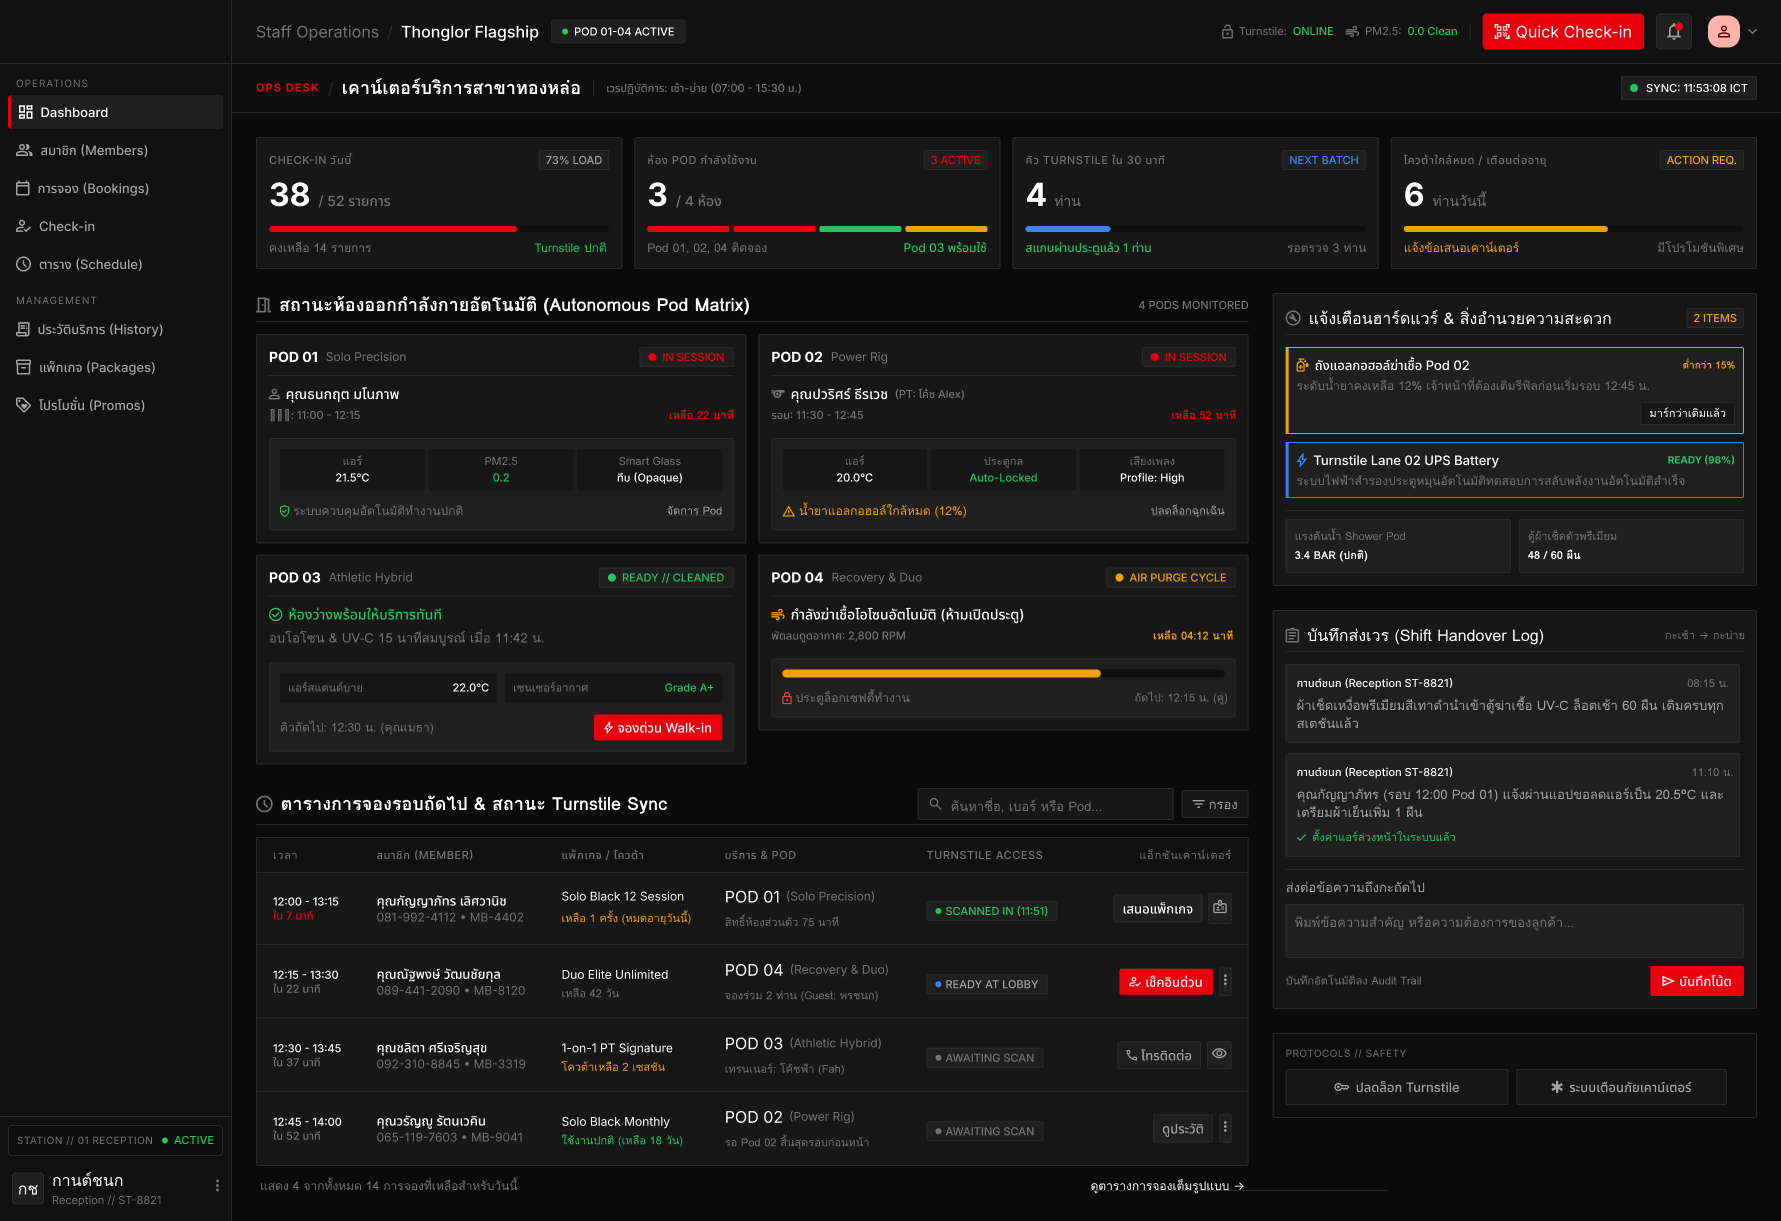 Staff Operations / Thonglor Flagship
POD 01-04 ACTIVE
Turnstile: ONLINE
PM2.5: 0.0 Clean
Quick Check-in
OPERATIONS
Dashboard
สมาชิก (Members)
การจอง (Bookings)
Check-in
ตาราง (Schedule)
MANAGEMENT
ประวัติบริการ (History)
แพ็กเกจ (Packages)
โปรโมชั่น (Promos)
STATION // 01 RECEPTION ACTIVE
กช
กานต์ชนก
Reception // ST-8821
OPS DESK / เคาน์เตอร์บริการสาขาทองหล่อ
เวรปฏิบัติการ: เช้า-บ่าย (07:00 - 15:30 น.)
SYNC: 11:53:08 ICT
CHECK-IN วันนี้
73% LOAD
38 / 52 รายการ
คงเหลือ 14 รายการ
Turnstile ปกติ
ห้อง POD กำลังใช้งาน
3 ACTIVE
3 / 4 ห้อง
Pod 01, 02, 04 ติดจอง
Pod 03 พร้อมใช้
คิว TURNSTILE ใน 30 นาที
NEXT BATCH
4 ท่าน
สแกนผ่านประตูแล้ว 1 ท่าน
รอตรวจ 3 ท่าน
โควต้าใกล้หมด / เตือนต่ออายุ
ACTION REQ.
6 ท่านวันนี้
แจ้งข้อเสนอเคาน์เตอร์
มีโปรโมชันพิเศษ
สถานะห้องออกกำลังกายอัตโนมัติ (Autonomous Pod Matrix)
4 PODS MONITORED
POD 01 Solo Precision
IN SESSION
คุณธนกฤต มโนภาพ
: 11:00 - 12:15
เหลือ 22 นาที
แอร์
21.5°C
PM2.5
0.2
Smart Glass
ทึบ (Opaque)
ระบบควบคุมอัตโนมัติทำงานปกติ
จัดการ Pod
POD 02 Power Rig
IN SESSION
คุณปวริศร์ ธีรเวช (PT: โค้ช Alex)
รอบ: 11:30 - 12:45
เหลือ 52 นาที
แอร์
20.0°C
ประตูกล
Auto-Locked
เสียงเพลง
Profile: High
น้ำยาแอลกอฮอล์ใกล้หมด (12%)
ปลดล็อกฉุกเฉิน
POD 03 Athletic Hybrid
READY // CLEANED
ห้องว่างพร้อมให้บริการทันที
อบโอโซน & UV-C 15 นาทีสมบูรณ์ เมื่อ 11:42 น.
แอร์สแตนด์บาย
22.0°C
เซนเซอร์อากาศ
Grade A+
คิวถัดไป: 12:30 น. (คุณเมธา)
จองด่วน Walk-in
POD 04 Recovery & Duo
AIR PURGE CYCLE
กำลังฆ่าเชื้อโอโซนอัตโนมัติ (ห้ามเปิดประตู)
พัดลมดูดอากาศ: 2,800 RPM
เหลือ 04:12 นาที
ประตูล็อกเซฟตี้ทำงาน
ถัดไป: 12:15 น. (คู่)
ตารางการจองรอบถัดไป & สถานะ Turnstile Sync
ค้นหาชื่อ, เบอร์ หรือ Pod...
กรอง
เวลา
สมาชิก (MEMBER)
แพ็กเกจ / โควต้า
บริการ & POD
TURNSTILE ACCESS
แอ็กชันเคาน์เตอร์
12:00 - 13:15
ใน 7 นาที
คุณกัญญาภัทร เลิศวานิช
081-992-4112 • MB-4402
Solo Black 12 Session
เหลือ 1 ครั้ง (หมดอายุวันนี้)
POD 01 (Solo Precision)
สิทธิ์ห้องส่วนตัว 75 นาที
SCANNED IN (11:51)
เสนอแพ็กเกจ
12:15 - 13:30
ใน 22 นาที
คุณณัฐพงษ์ วัฒนชัยกุล
089-441-2090 • MB-8120
Duo Elite Unlimited
เหลือ 42 วัน
POD 04 (Recovery & Duo)
จองร่วม 2 ท่าน (Guest: พรชนก)
READY AT LOBBY
เช็คอินด่วน
12:30 - 13:45
ใน 37 นาที
คุณชลิตา ศรีเจริญสุข
092-310-8845 • MB-3319
1-on-1 PT Signature
โควต้าเหลือ 2 เซสชัน
POD 03 (Athletic Hybrid)
เทรนเนอร์: โค้ชฟ้า (Fah)
AWAITING SCAN
โทรติดต่อ
12:45 - 14:00
ใน 52 นาที
คุณวรัญญู รัตนเวคิน
065-119-7603 • MB-9041
Solo Black Monthly
ใช้งานปกติ (เหลือ 18 วัน)
POD 02 (Power Rig)
รอ Pod 02 สิ้นสุดรอบก่อนหน้า
AWAITING SCAN
ดูประวัติ
แสดง 4 จากทั้งหมด 14 การจองที่เหลือสำหรับวันนี้
ดูตารางการจองเต็มรูปแบบ →
แจ้งเตือนฮาร์ดแวร์ & สิ่งอำนวยความสะดวก
2 ITEMS
ถังแอลกอฮอล์ฆ่าเชื้อ Pod 02
ต่ำกว่า 15%
ระดับน้ำยาคงเหลือ 12% เจ้าหน้าที่ต้องเติมรีฟิลก่อนเริ่มรอบ 12:45 น.
มาร์กว่าเติมแล้ว
Turnstile Lane 02 UPS Battery
READY (98%)
ระบบไฟฟ้าสำรองประตูหมุนอัตโนมัติทดสอบการสลับพลังงานอัตโนมัติสำเร็จ
แรงดันน้ำ Shower Pod
3.4 BAR (ปกติ)
ตู้ผ้าเช็ดตัวพรีเมียม
48 / 60 ผืน
บันทึกส่งเวร (Shift Handover Log)
กะเช้า → กะบ่าย
กานต์ชนก (Reception ST-8821)
08:15 น.
ผ้าเช็ดเหงื่อพรีเมียมสีเทาดำนำเข้าตู้ฆ่าเชื้อ UV-C ล็อตเช้า 60 ผืน เติมครบทุก
สเตชันแล้ว
กานต์ชนก (Reception ST-8821)
11:10 น.
คุณกัญญาภัทร (รอบ 12:00 Pod 01) แจ้งผ่านแอปขอลดแอร์เป็น 20.5°C และ
เตรียมผ้าเย็นเพิ่ม 1 ผืน
ตั้งค่าแอร์ล่วงหน้าในระบบแล้ว
ส่งต่อข้อความถึงกะถัดไป
พิมพ์ข้อความสำคัญ หรือความต้องการของลูกค้า...
บันทึกอัตโนมัติลง Audit Trail
บันทึกโน้ต
PROTOCOLS // SAFETY
ปลดล็อก Turnstile
ระบบเตือนภัยเคาน์เตอร์